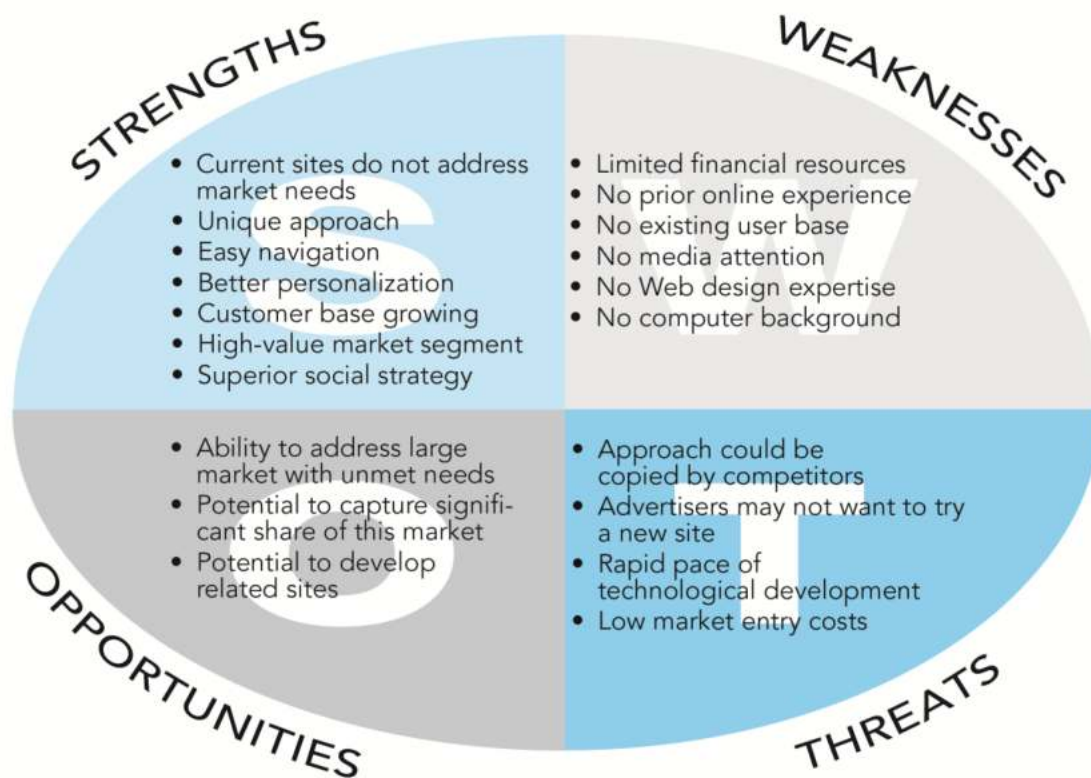 STRENGTHS
S
• Current sites do not address
market needs
• Unique approach
• Easy navigation
• Better personalization
• Customer base growing
• High-value market segment
• Superior social strategy
WEAKNESSES
W
• Limited financial resources
• No prior online experience
• No existing user base
• No media attention
• No Web design expertise
• No computer background
OPPORTUNITIES
O
• Ability to address large
market with unmet needs
• Potential to capture signifi-
cant share of this market
• Potential to develop
related sites
THREATS
T
• Approach could be
copied by competitors
• Advertisers may not want to try
a new site
• Rapid pace of
technological development
• Low market entry costs